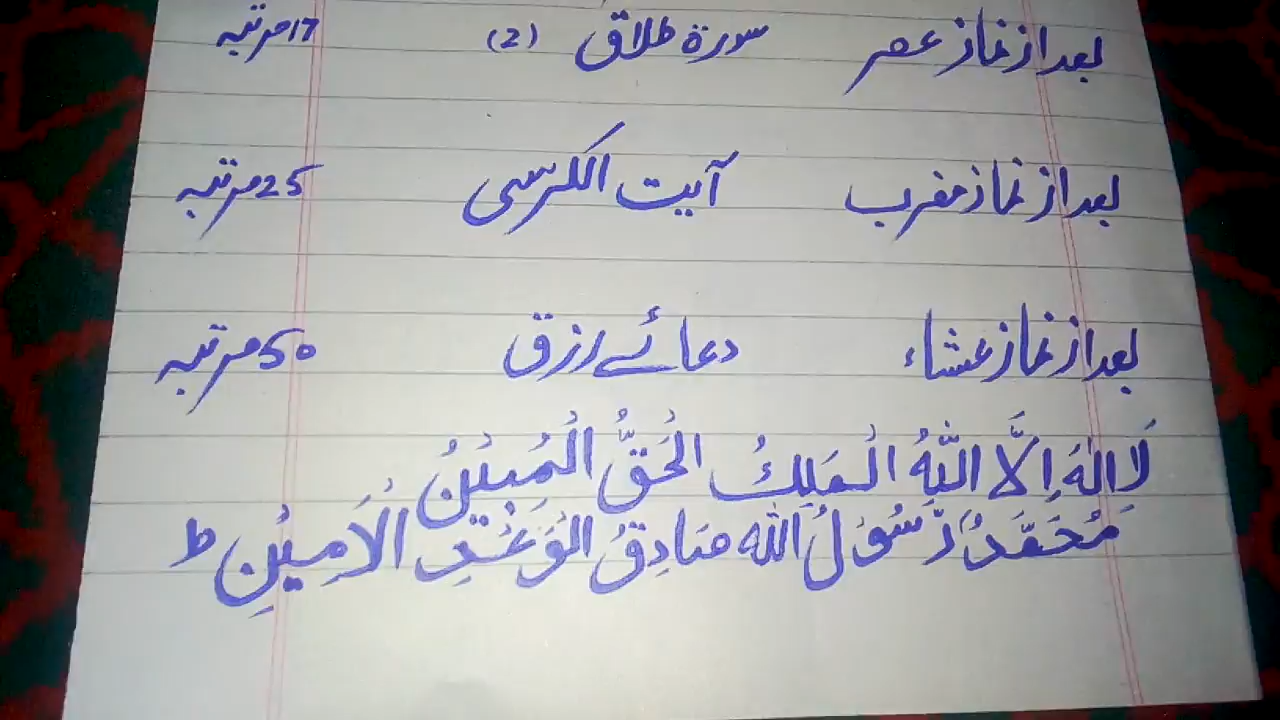 بعد از نماز عصر سورۃ طلاق (2) 17 مرتبہ
بعد از نماز مغرب آیت الکرسی 25 مرتبہ
بعد از نماز عشاء دعائے رزق 50 مرتبہ
لَا اِلٰهَ اِلَّا اللّٰهُ الْمَلِكُ الْحَقُّ الْمُبِيْنُ
مُحَمَّدٌ رَّسُوْلُ اللّٰه صَادِقُ الْوَعْدِ الْاَمِيْنِ ط